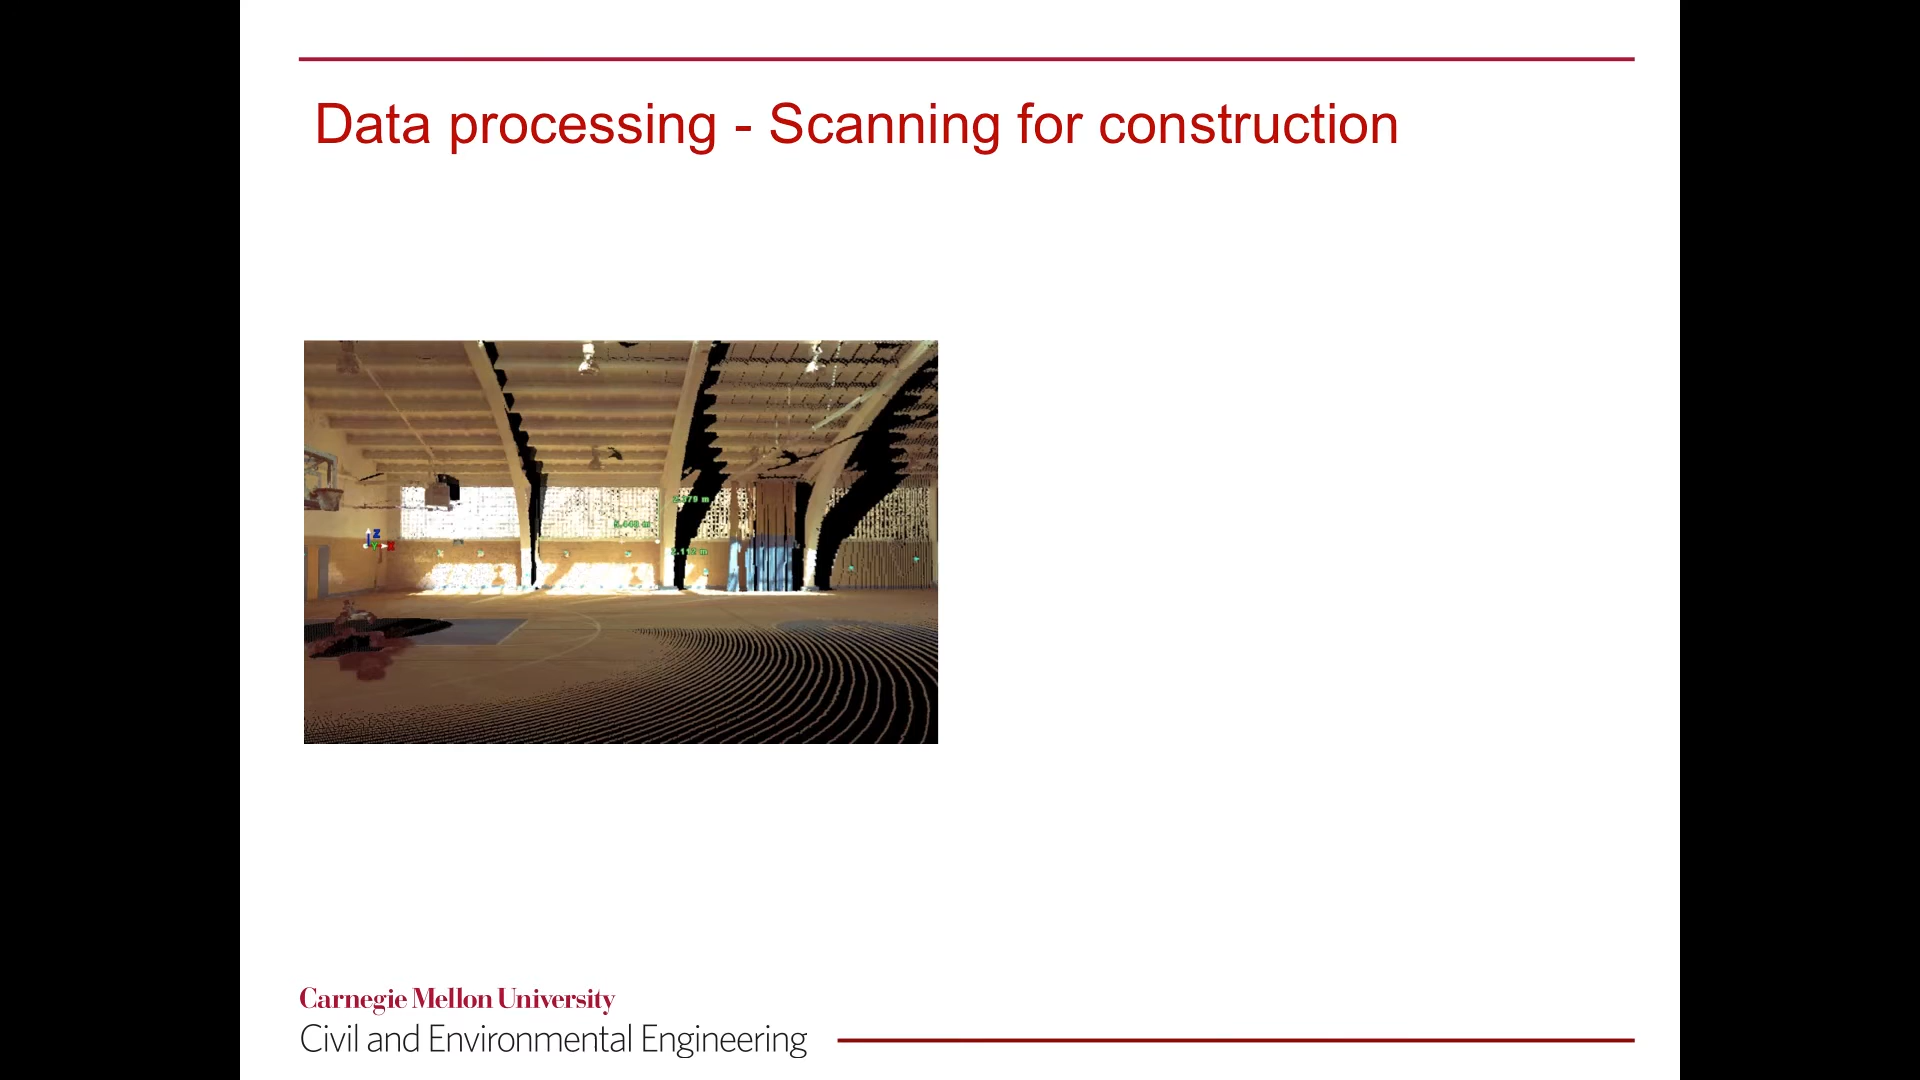 Data processing - Scanning for construction
Z
X
Carnegie Mellon University
Civil and Environmental Engineering